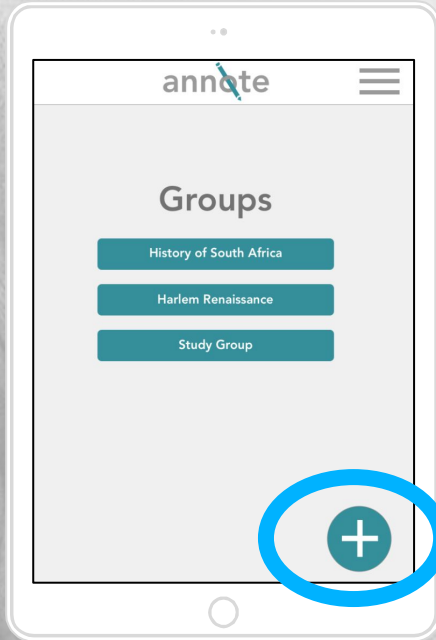 annote
Groups
History of South Africa
Harlem Renaissance
Study Group